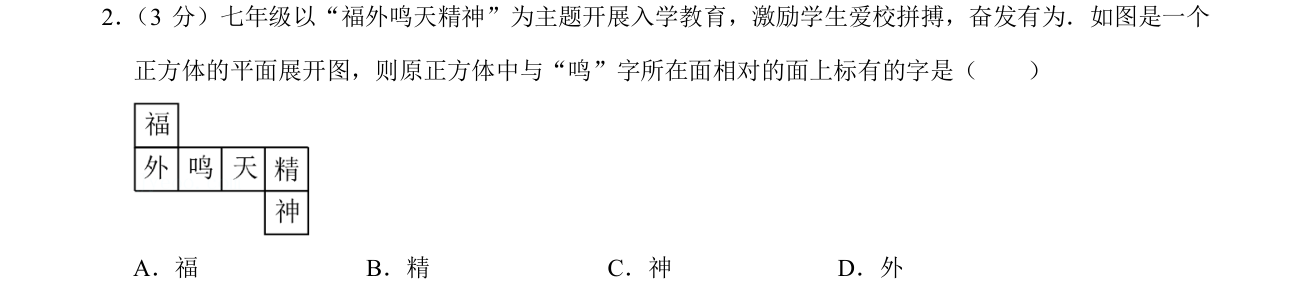 2．（3 分）七年级以“福外鸣天精神”为主题开展入学教育，激励学生爱校拼搏，奋发有为．如图是一个
正方体的平面展开图，则原正方体中与“鸣”字所在面相对的面上标有的字是（　　）
福
外 鸣 天 精
神
A．福 B．精 C．神 D．外